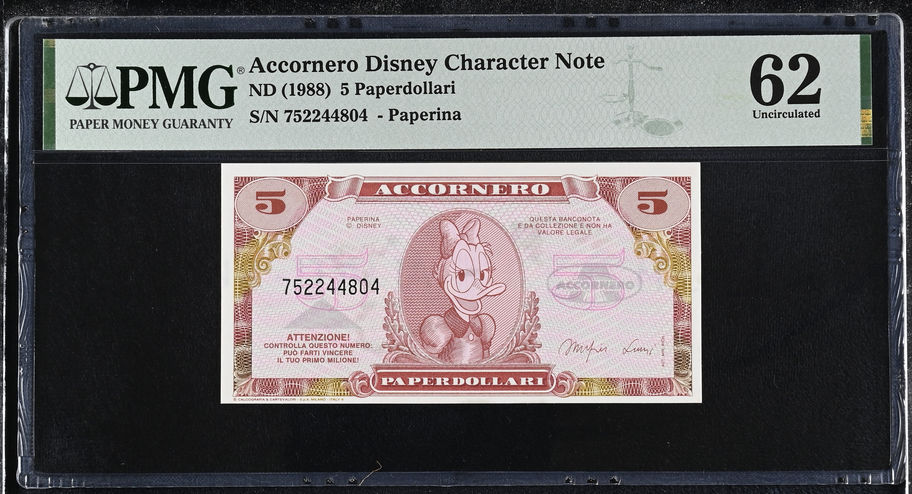 PMG®
PAPER MONEY GUARANTY
Accornero Disney Character Note
ND (1988) 5 Paperdollari
S/N 752244804 - Paperina
62
Uncirculated
5
ACCORNERO
5
PAPERINA
© DISNEY
QUESTA BANCONOTA
E DA COLLEZIONE E NON HA
VALORE LEGALE
752244804
5
5
ACCORNERO
ATTENZIONE!
CONTROLLA QUESTO NUMERO:
PUÒ FARTI VINCERE
IL TUO PRIMO MILIONE!
PAPERDOLLARI